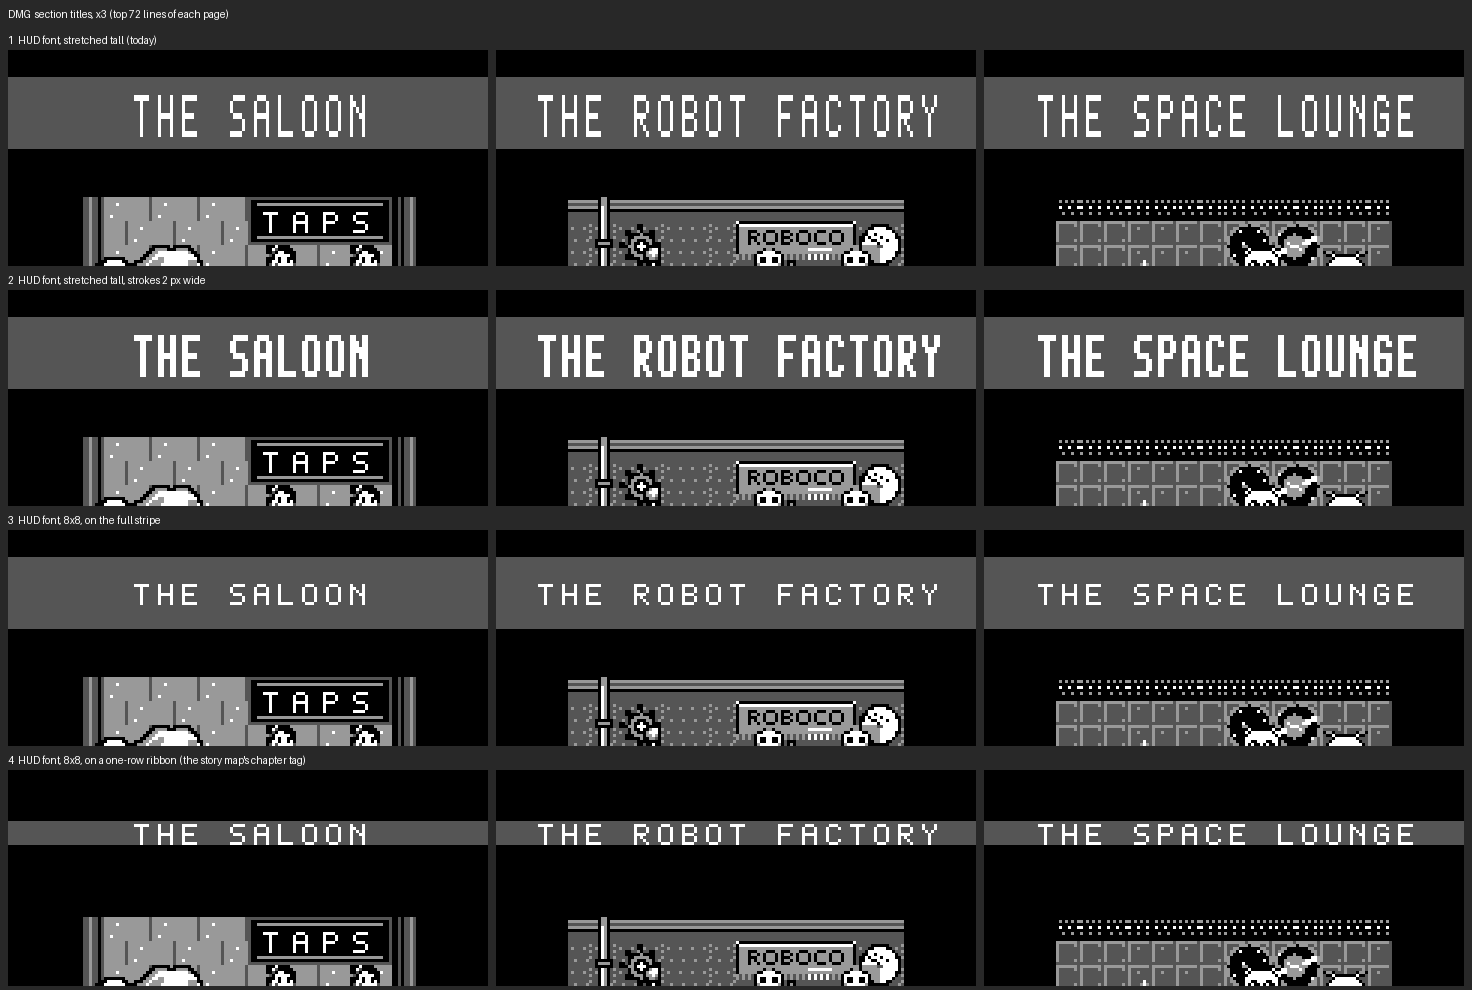 DMG section titles, x3 (top 72 lines of each page)
1 HUD font, stretched tall (today)
THE SALOON
THE ROBOT FACTORY
THE SPACE LOUNGE
TAPS
ROBOCO
2 HUD font, stretched tall, strokes 2 px wide
THE SALOON
THE ROBOT FACTORY
THE SPACE LOUNGE
TAPS
ROBOCO
3 HUD font, 8x8, on the full stripe
THE SALOON
THE ROBOT FACTORY
THE SPACE LOUNGE
TAPS
ROBOCO
4 HUD font, 8x8, on a one-row ribbon (the story map's chapter tag)
THE SALOON
THE ROBOT FACTORY
THE SPACE LOUNGE
TAPS
ROBOCO